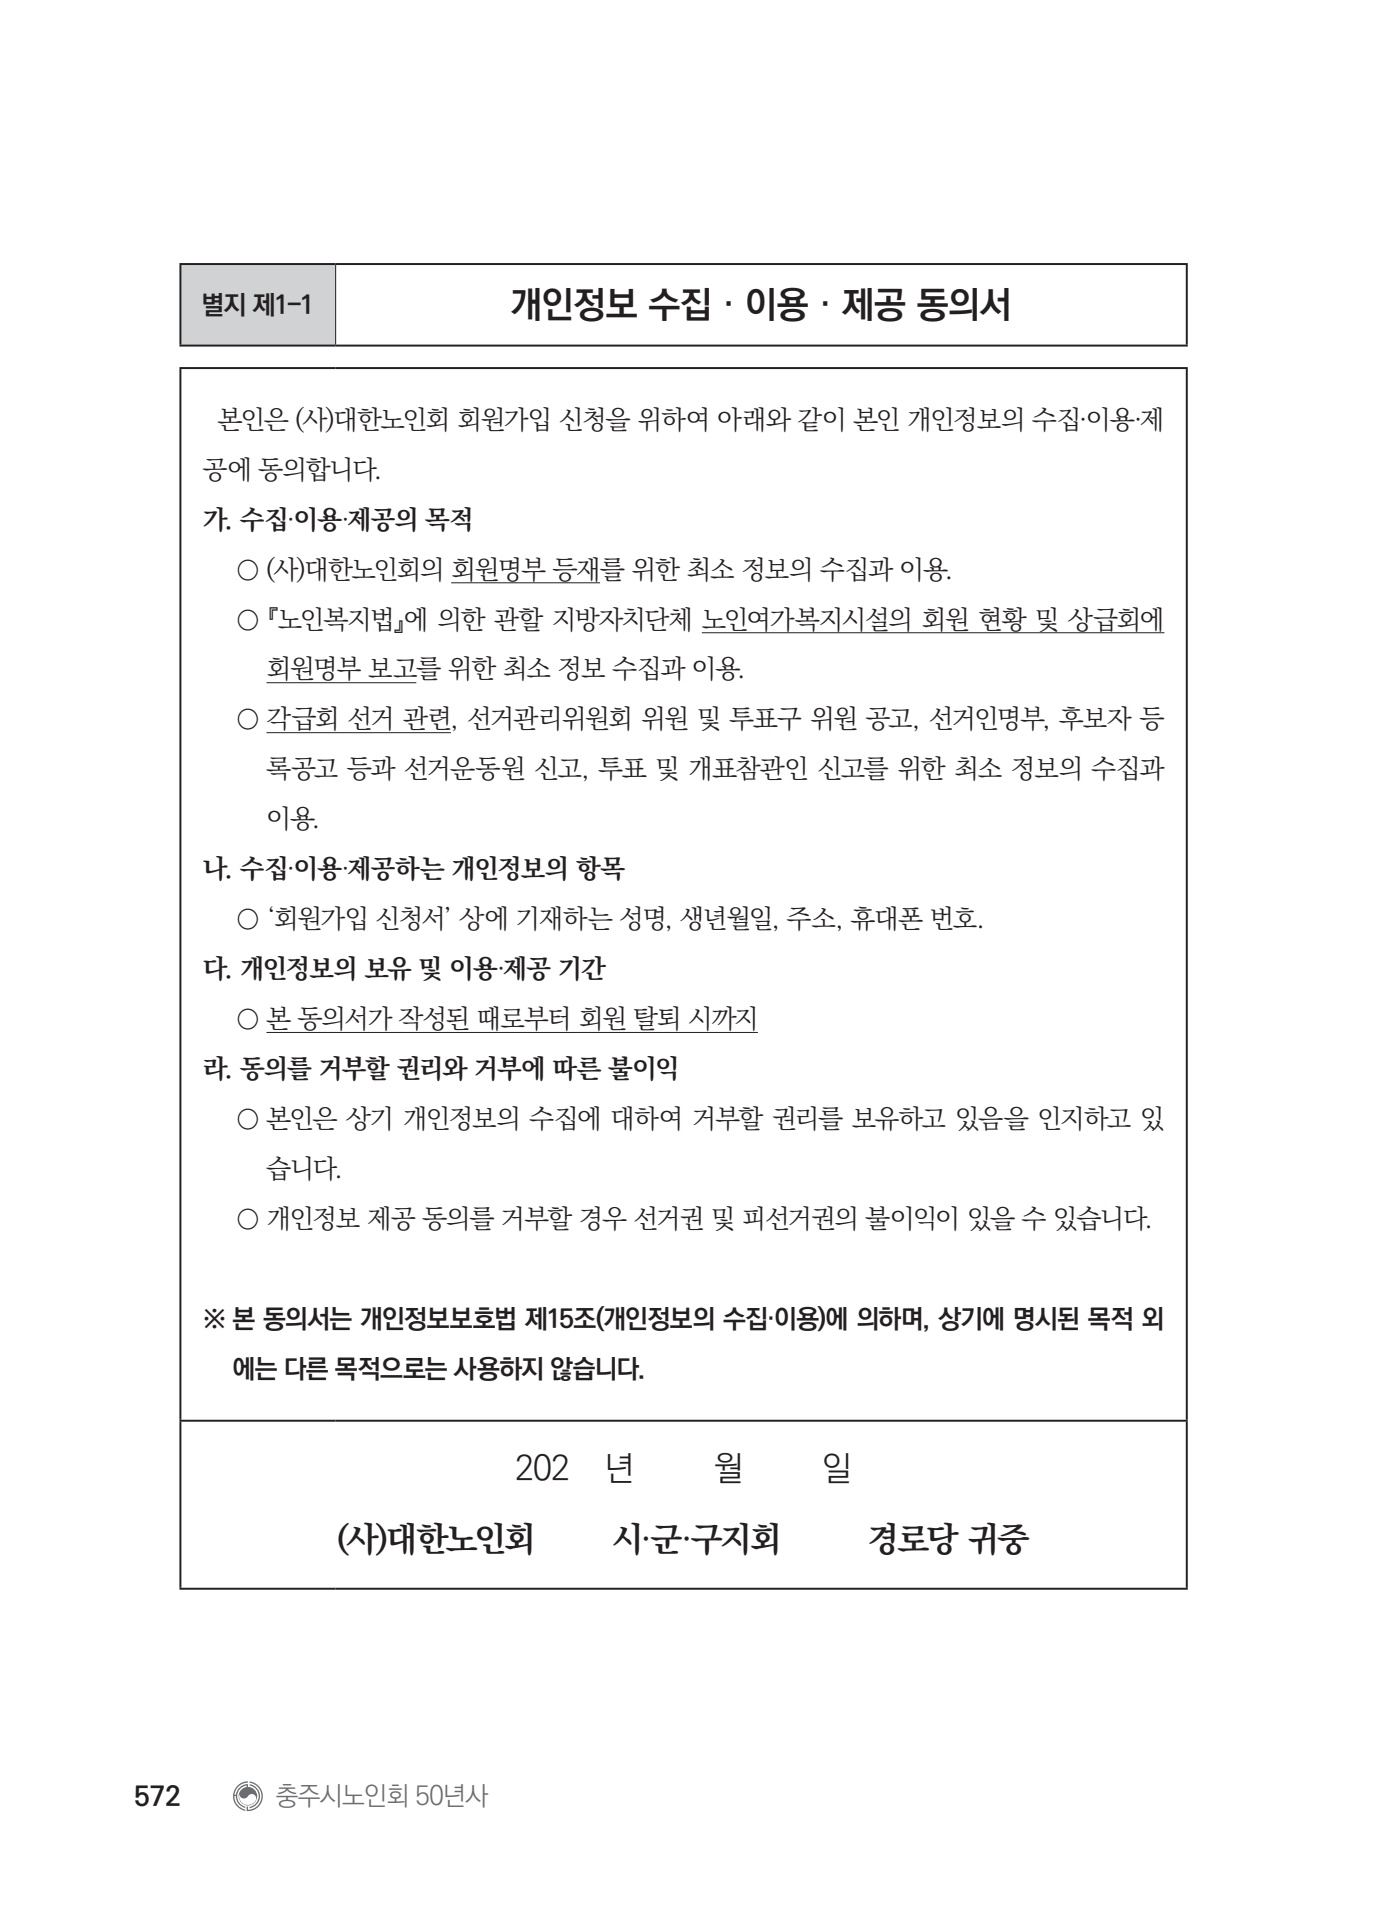 별지 제1-1
개인정보 수집 · 이용 · 제공 동의서
본인은 (사)대한노인회 회원가입 신청을 위하여 아래와 같이 본인 개인정보의 수집·이용·제
공에 동의합니다.
가. 수집·이용·제공의 목적
○ (사)대한노인회의 회원명부 등재를 위한 최소 정보의 수집과 이용.
○ 『노인복지법』에 의한 관할 지방자치단체 노인여가복지시설의 회원 현황 및 상급회에
회원명부 보고를 위한 최소 정보 수집과 이용.
○ 각급회 선거 관련, 선거관리위원회 위원 및 투표구 위원 공고, 선거인명부, 후보자 등
록공고 등과 선거운동원 신고, 투표 및 개표참관인 신고를 위한 최소 정보의 수집과
이용.
나. 수집·이용·제공하는 개인정보의 항목
○ ‘회원가입 신청서’ 상에 기재하는 성명, 생년월일, 주소, 휴대폰 번호.
다. 개인정보의 보유 및 이용·제공 기간
○ 본 동의서가 작성된 때로부터 회원 탈퇴 시까지
라. 동의를 거부할 권리와 거부에 따른 불이익
○ 본인은 상기 개인정보의 수집에 대하여 거부할 권리를 보유하고 있음을 인지하고 있
습니다.
○ 개인정보 제공 동의를 거부할 경우 선거권 및 피선거권의 불이익이 있을 수 있습니다.
※ 본 동의서는 개인정보보호법 제15조(개인정보의 수집·이용)에 의하며, 상기에 명시된 목적 외
에는 다른 목적으로는 사용하지 않습니다.
202 년 월 일
(사)대한노인회 시·군·구지회 경로당 귀중
572 충주시노인회 50년사